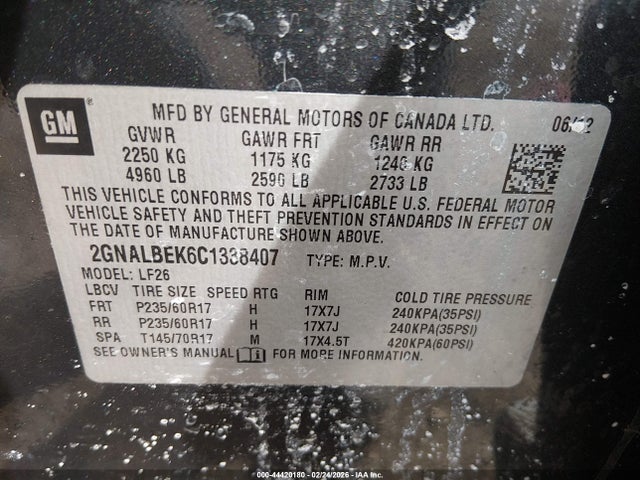 GM®
MFD BY GENERAL MOTORS OF CANADA LTD. 06/12
GVWR GAWR FRT GAWR RR
2250 KG 1175 KG 1240 KG
4960 LB 2590 LB 2733 LB
THIS VEHICLE CONFORMS TO ALL APPLICABLE U.S. FEDERAL MOTOR
VEHICLE SAFETY AND THEFT PREVENTION STANDARDS IN EFFECT ON
THE DATE OF MANUFACTURE SHOWN ABOVE.
2GNALBEK6C1338407 TYPE: M.P.V.
MODEL: LF26
LBCV TIRE SIZE SPEED RTG RIM COLD TIRE PRESSURE
FRT P235/60R17 H 17X7J 240KPA(35PSI)
RR P235/60R17 H 17X7J 240KPA(35PSI)
SPA T145/70R17 M 17X4.5T 420KPA(60PSI)
SEE OWNER'S MANUAL FOR MORE INFORMATION.
000-44420180 - 02/24/2026 - IAA Inc.